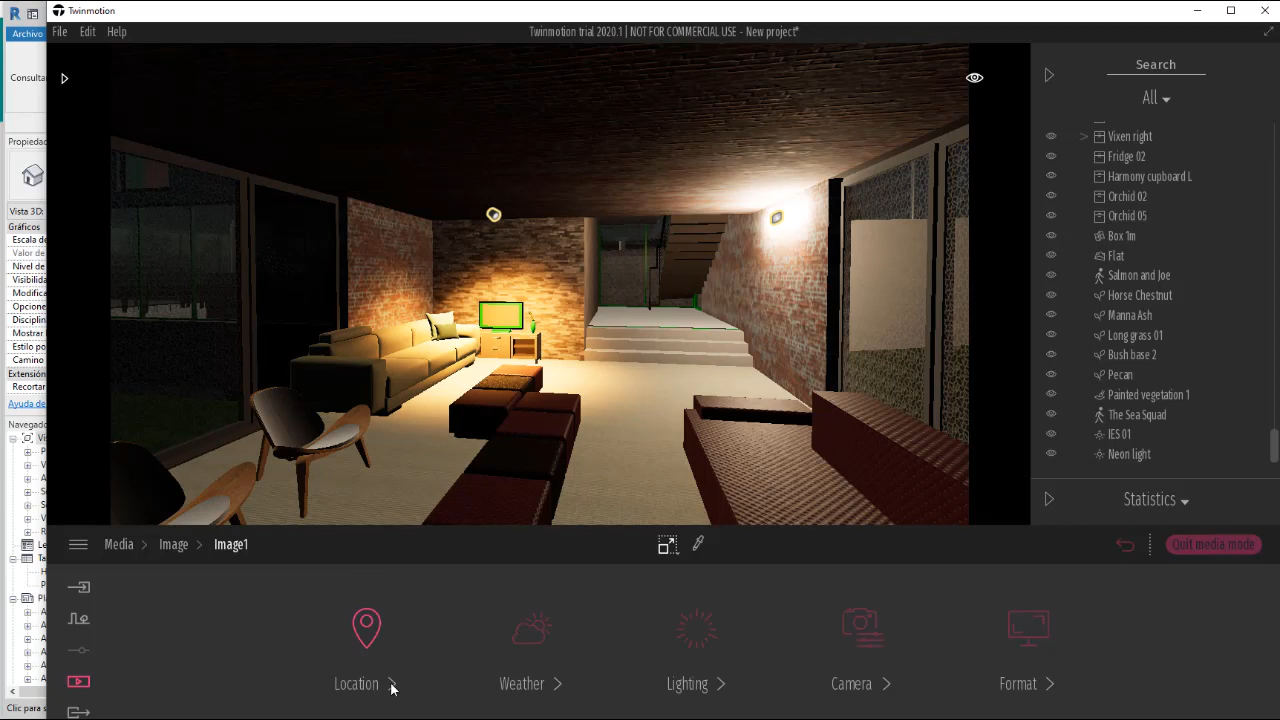 Twinmotion
Archivo
File Edit Help
Twinmotion trial 2020.1 | NOT FOR COMMERCIAL USE - New project*
Consultar
Search
All
Propiedad
Vista 3D:
Gráficos
Escala de
Valor de
Nivel de
Visibilida
Modifica
Opcione
Disciplin
Mostrar
Estilo po
Camino
Extensión
Recortar
Ayuda de
Navegado
Vixen right
Fridge 02
Harmony cupboard L
Orchid 02
Orchid 05
Box 1m
Flat
Salmon and Joe
Horse Chestnut
Manna Ash
Long grass 01
Bush base 2
Pecan
Painted vegetation 1
The Sea Squad
IES 01
Neon light
Statistics
Media > Image > Image1
Quit media mode
Location > Weather > Lighting > Camera > Format >
Clic para s